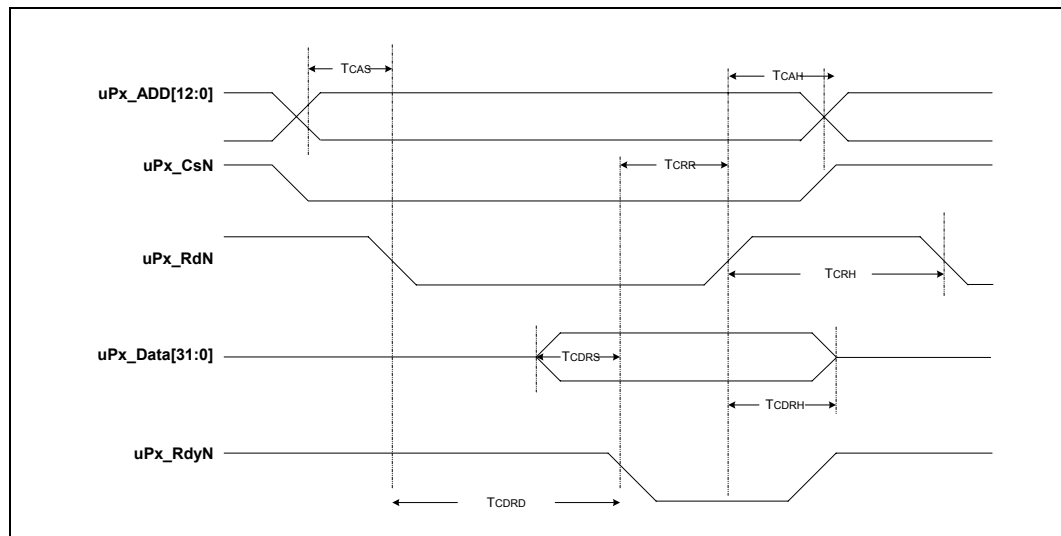 TCAS
TCAH
uPx_ADD[12:0]
uPx_CsN
TCRR
uPx_RdN
TCRH
uPx_Data[31:0]
TCDRS
TCDRH
uPx_RdyN
TCDRD